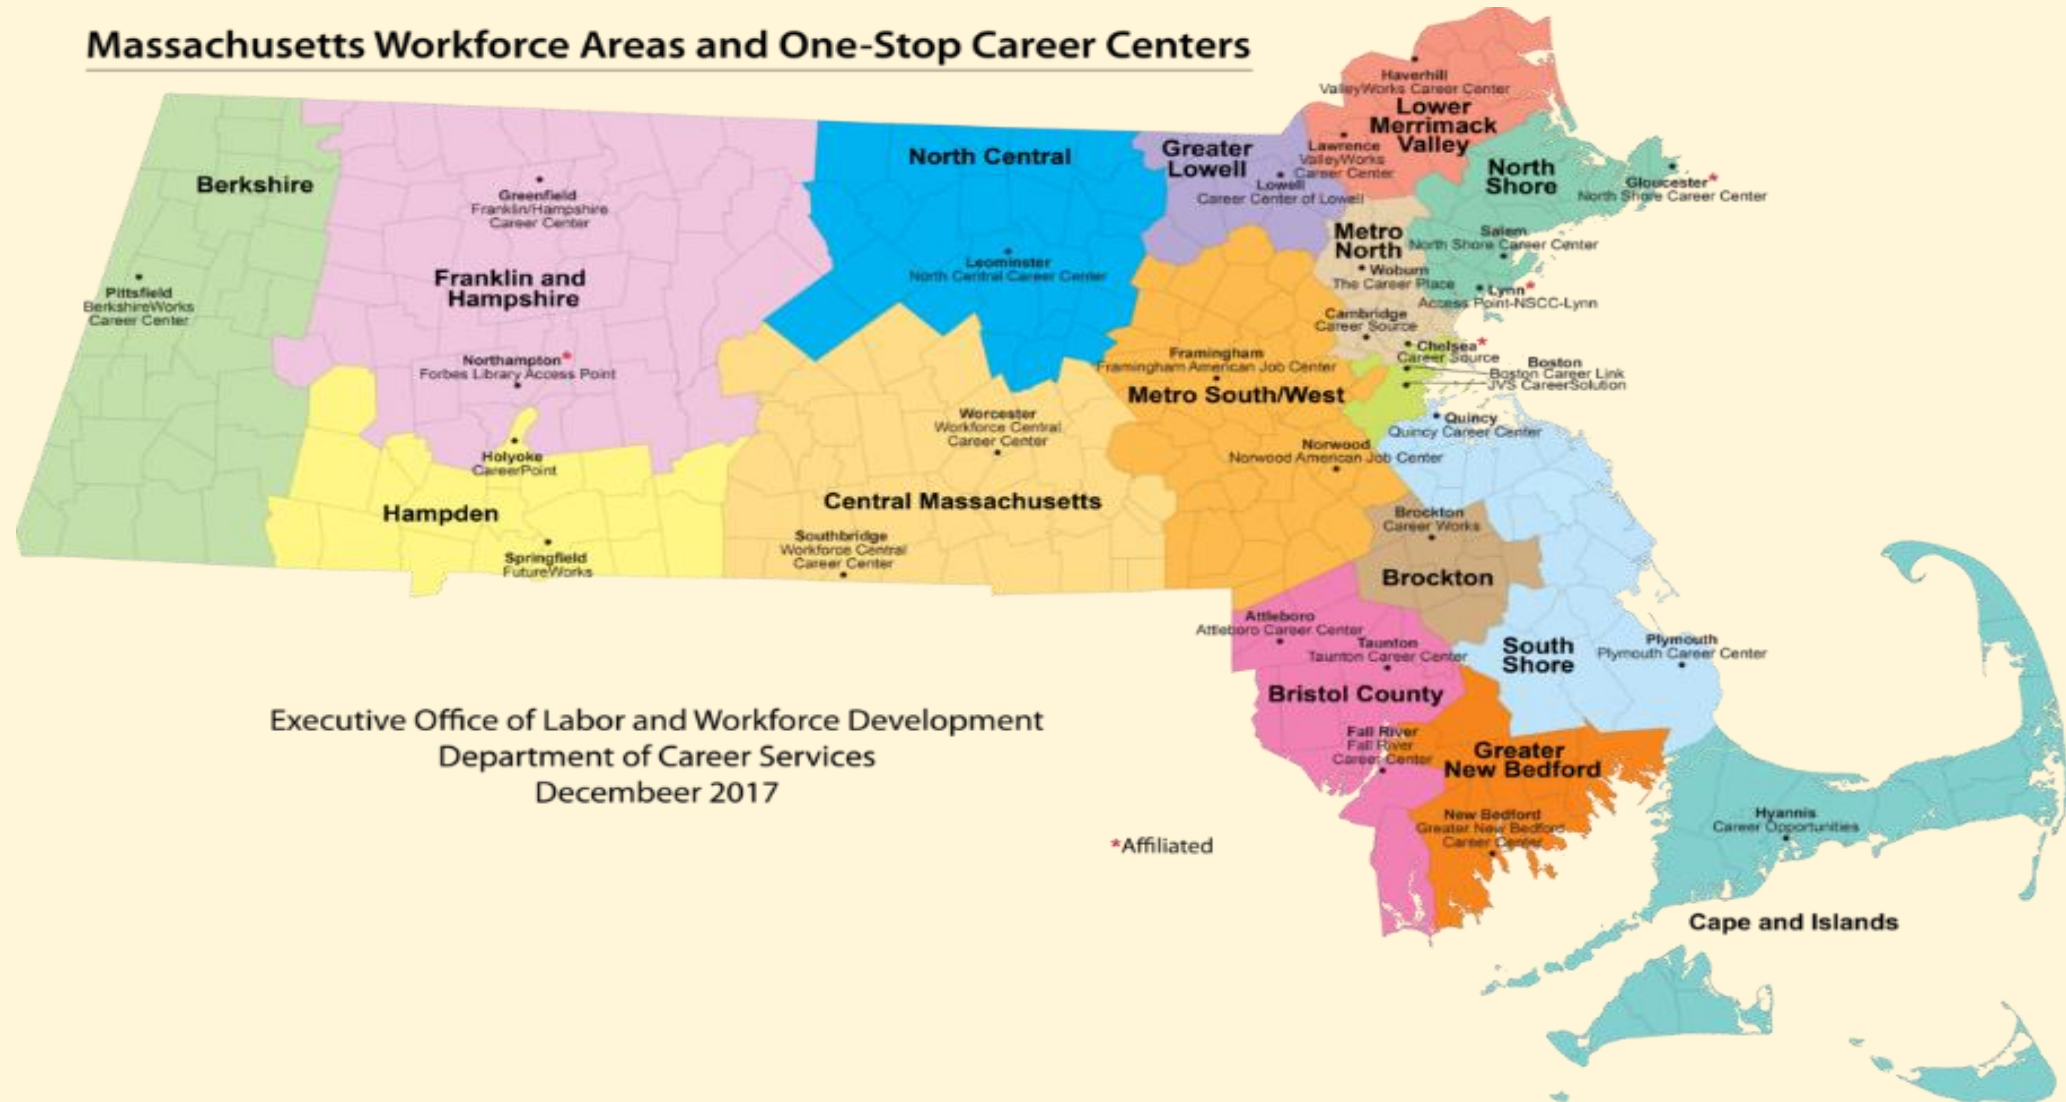 Massachusetts Workforce Areas and One-Stop Career Centers
Berkshire
Pittsfield
BerkshireWorks
Career Center
Greenfield
Franklin/Hampshire
Career Center
Franklin and
Hampshire
Northampton*
Forbes Library Access Point
Holyoke
CareerPoint
Hampden
Springfield
FutureWorks
North Central
Leominster
North Central Career Center
Worcester
Workforce Central
Career Center
Central Massachusetts
Southbridge
Workforce Central
Career Center
Greater
Lowell
Lowell
Career Center of Lowell
Haverhill
ValleyWorks Career Center
Lower
Merrimack
Valley
Lawrence
ValleyWorks
Career Center
North
Shore
Gloucester*
North Shore Career Center
Salem
North Shore Career Center
Lynn*
Access Point-NSCC-Lynn
Metro
North
Woburn
The Career Place
Cambridge
Career Source
Chelsea*
Career Source
Boston
Boston Career Link
JVS CareerSolution
Framingham
Framingham American Job Center
Metro South/West
Norwood
Norwood American Job Center
Quincy
Quincy Career Center
Brockton
Career Works
Brockton
Attleboro
Attleboro Career Center
Taunton
Taunton Career Center
Bristol County
Fall River
Fall River
Career Center
South
Shore
Plymouth
Plymouth Career Center
Greater
New Bedford
New Bedford
Greater New Bedford
Career Center
Hyannis
Career Opportunities
Cape and Islands
Executive Office of Labor and Workforce Development
Department of Career Services
Decembeer 2017
*Affiliated